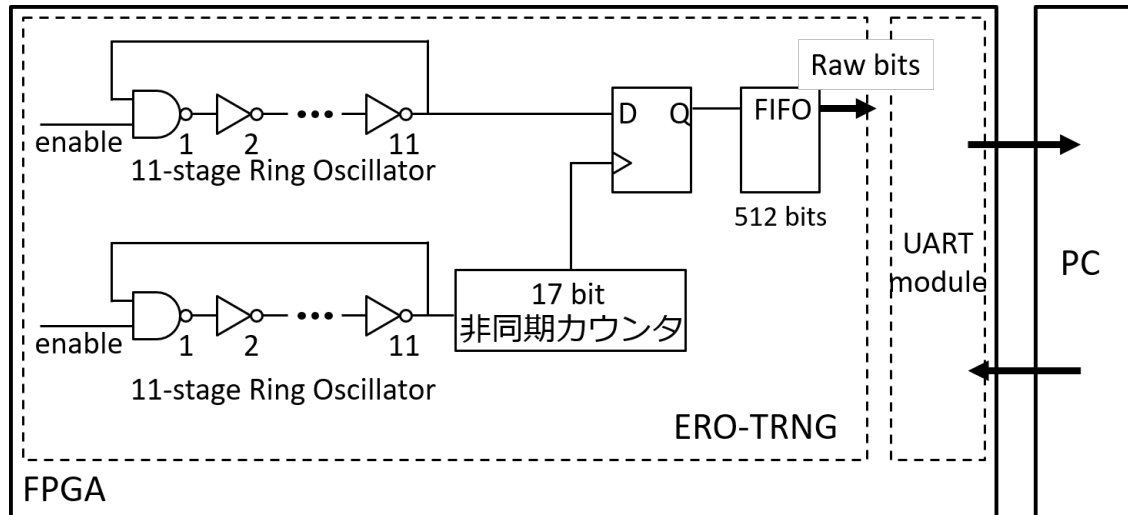 Raw bits
enable
1
2
•••
11
11-stage Ring Oscillator
D
Q
FIFO
512 bits
enable
1
2
•••
11
11-stage Ring Oscillator
17 bit
非同期カウンタ
ERO-TRNG
UART
module
PC
FPGA